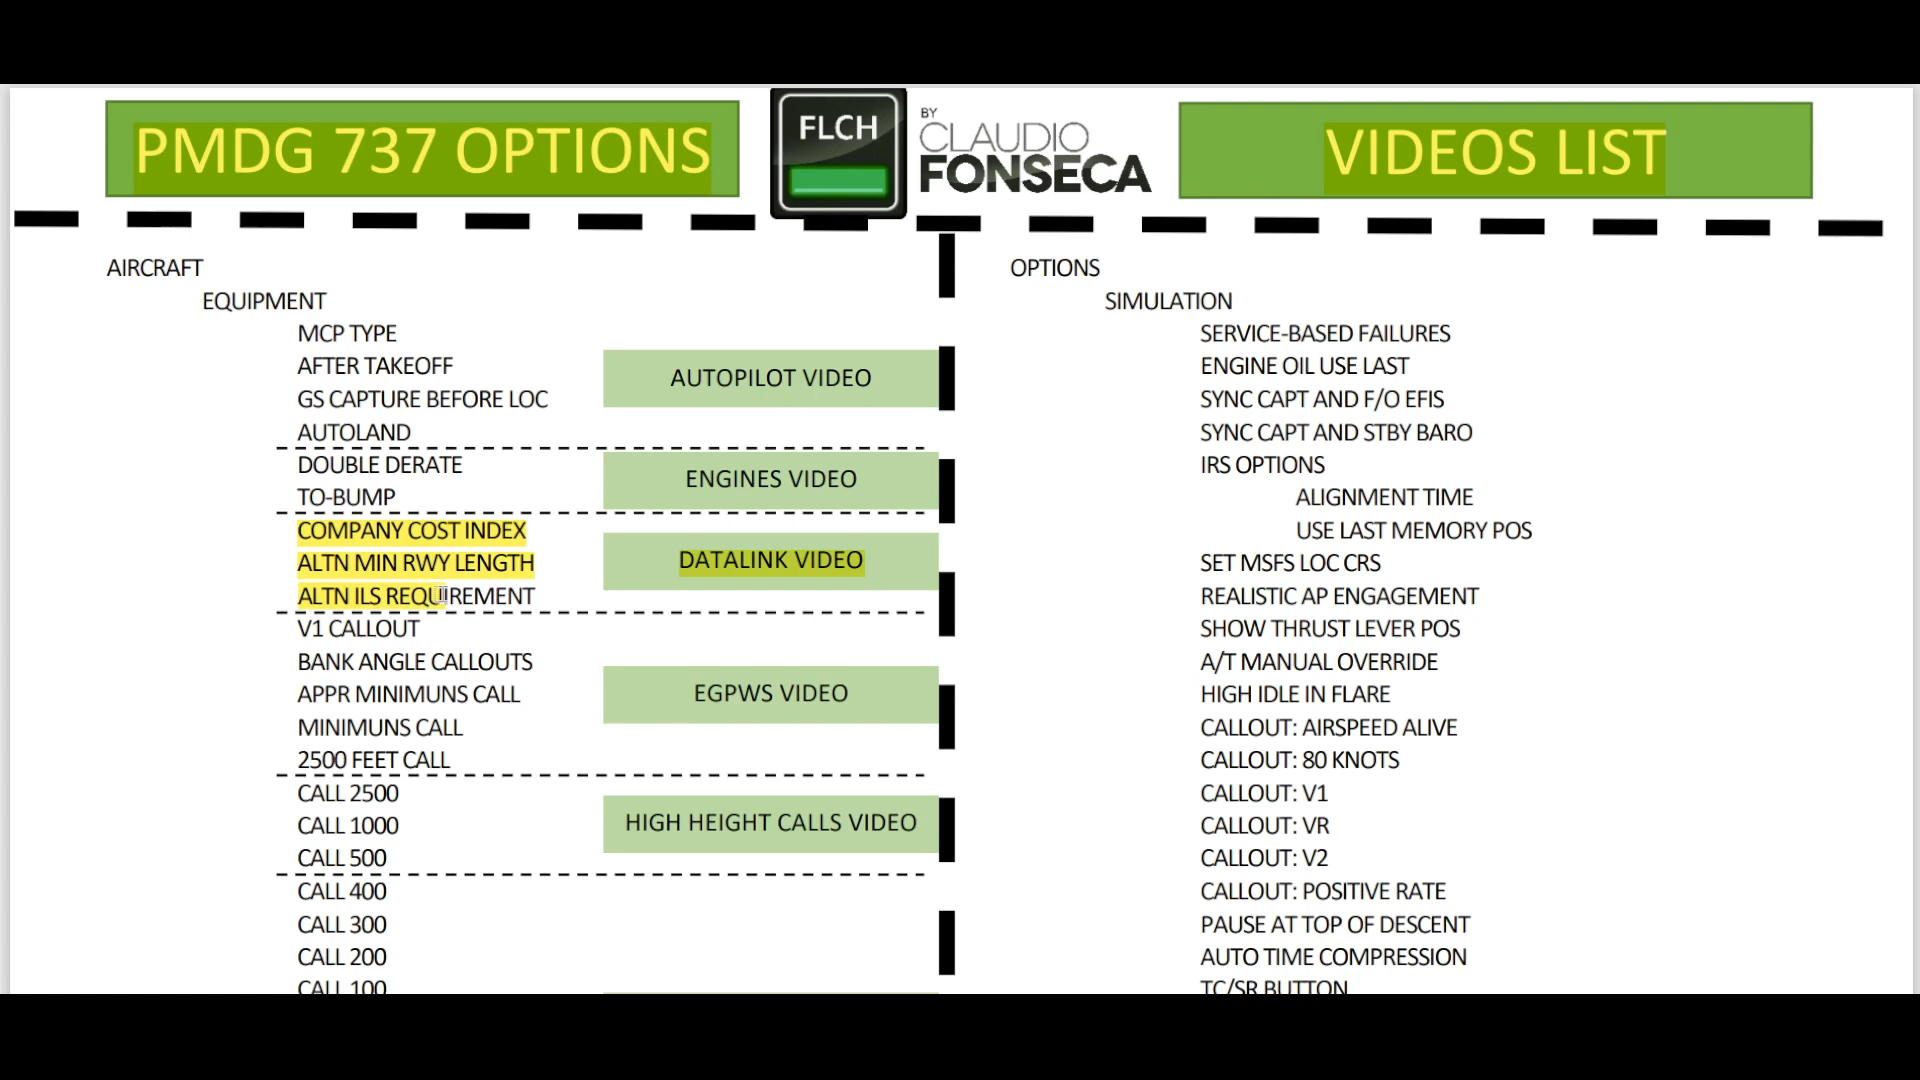 PMDG 737 OPTIONS
FLCH
BY
CLAUDIO
FONSECA
VIDEOS LIST
AIRCRAFT
EQUIPMENT
MCP TYPE
AFTER TAKEOFF
GS CAPTURE BEFORE LOC
AUTOLAND
AUTOPILOT VIDEO
DOUBLE DERATE
TO-BUMP
ENGINES VIDEO
COMPANY COST INDEX
ALTN MIN RWY LENGTH
ALTN ILS REQUIREMENT
DATALINK VIDEO
V1 CALLOUT
BANK ANGLE CALLOUTS
APPR MINIMUNS CALL
MINIMUNS CALL
2500 FEET CALL
EGPWS VIDEO
CALL 2500
CALL 1000
CALL 500
HIGH HEIGHT CALLS VIDEO
CALL 400
CALL 300
CALL 200
CALL 100
OPTIONS
SIMULATION
SERVICE-BASED FAILURES
ENGINE OIL USE LAST
SYNC CAPT AND F/O EFIS
SYNC CAPT AND STBY BARO
IRS OPTIONS
ALIGNMENT TIME
USE LAST MEMORY POS
SET MSFS LOC CRS
REALISTIC AP ENGAGEMENT
SHOW THRUST LEVER POS
A/T MANUAL OVERRIDE
HIGH IDLE IN FLARE
CALLOUT: AIRSPEED ALIVE
CALLOUT: 80 KNOTS
CALLOUT: V1
CALLOUT: VR
CALLOUT: V2
CALLOUT: POSITIVE RATE
PAUSE AT TOP OF DESCENT
AUTO TIME COMPRESSION
TC/SR BUTTON